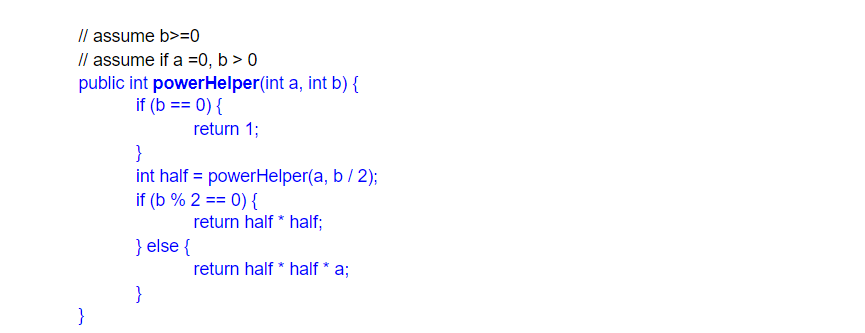 // assume b>=0
// assume if a =0, b > 0
public int powerHelper(int a, int b) {
if (b == 0) {
return 1;
}
int half = powerHelper(a, b / 2);
if (b % 2 == 0) {
return half * half;
} else {
return half * half * a;
}
}